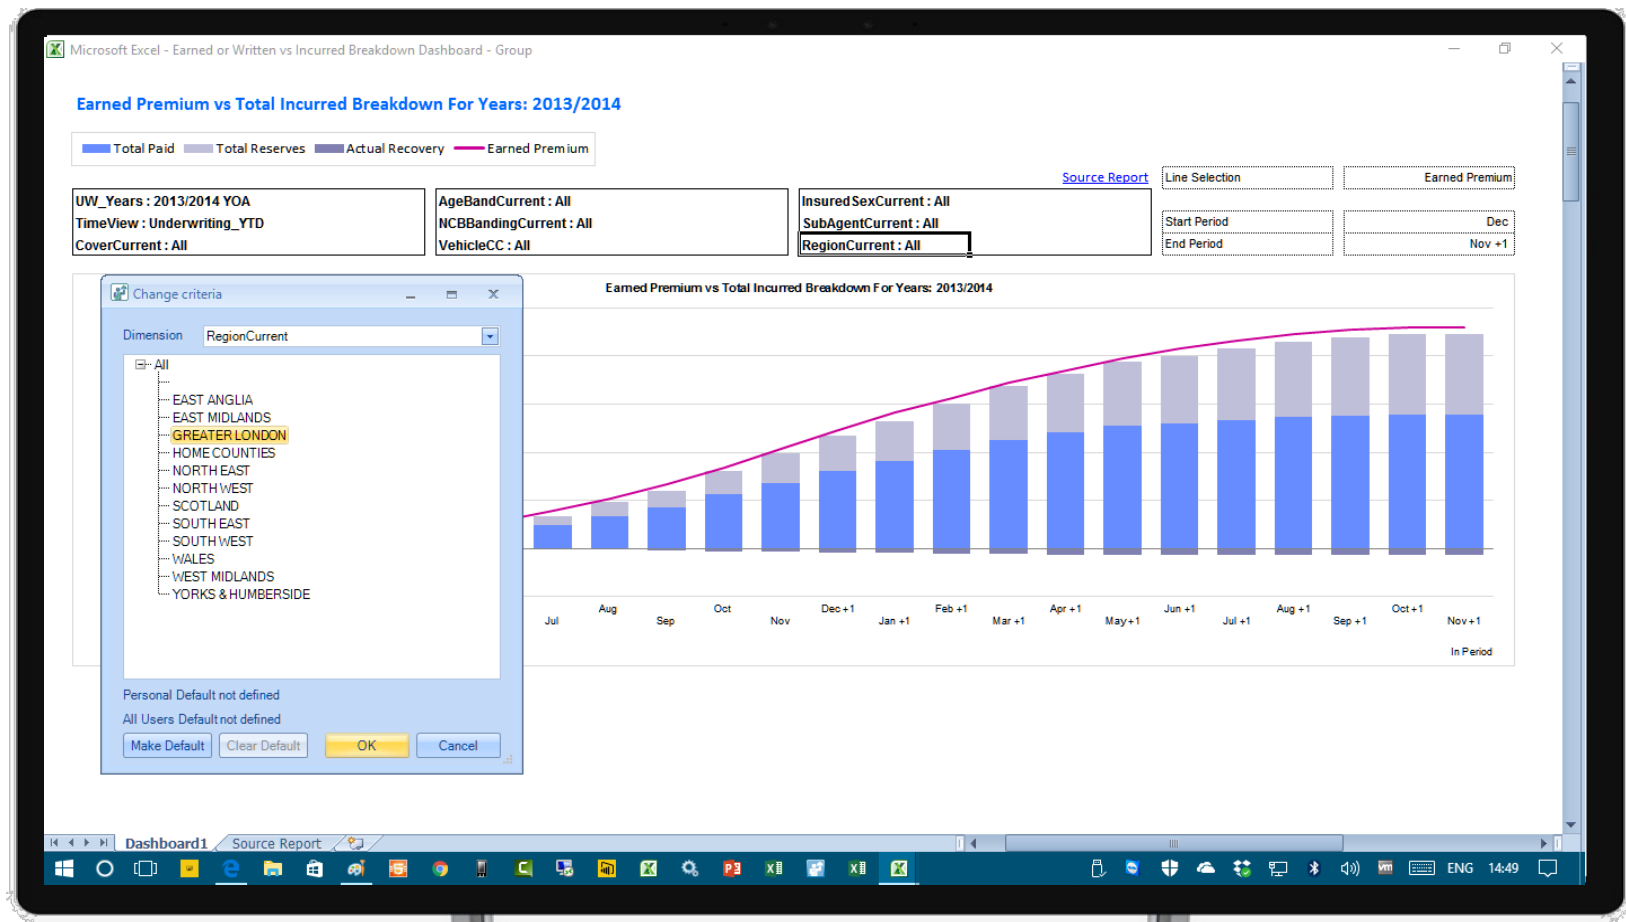 Microsoft Excel - Earned or Written vs Incurred Breakdown Dashboard - Group
Earned Premium vs Total Incurred Breakdown For Years: 2013/2014
Total Paid Total Reserves Actual Recovery Earned Premium
Source Report
Line Selection Earned Premium
UW_Years : 2013/2014 YOA
TimeView : Underwriting_YTD
CoverCurrent : All
AgeBandCurrent : All
NCBBandingCurrent : All
VehicleCC : All
InsuredSexCurrent : All
SubAgentCurrent : All
RegionCurrent : All
Start Period Dec
End Period Nov +1
Change criteria
Dimension RegionCurrent
All
EAST ANGLIA
EAST MIDLANDS
GREATER LONDON
HOME COUNTIES
NORTH EAST
NORTH WEST
SCOTLAND
SOUTH EAST
SOUTH WEST
WALES
WEST MIDLANDS
YORKS & HUMBERSIDE
Personal Default not defined
All Users Default not defined
Make Default Clear Default OK Cancel
Earned Premium vs Total Incurred Breakdown For Years: 2013/2014
Aug Oct Dec +1 Feb +1 Apr +1 Jun +1 Aug +1 Oct +1
Jul Sep Nov Jan +1 Mar +1 May +1 Jul +1 Sep +1 Nov +1
In Period
Dashboard1 Source Report
ENG 14:49